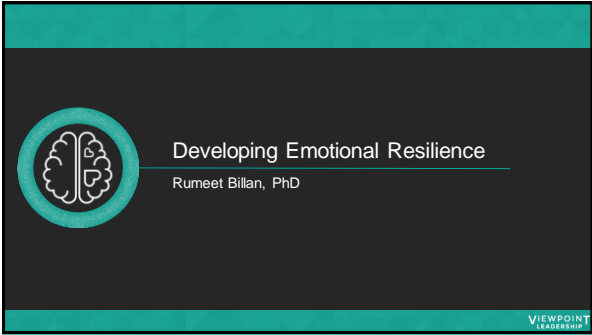 Developing Emotional Resilience
Rumeet Billan, PhD
VIEWPOINT
LEADERSHIP